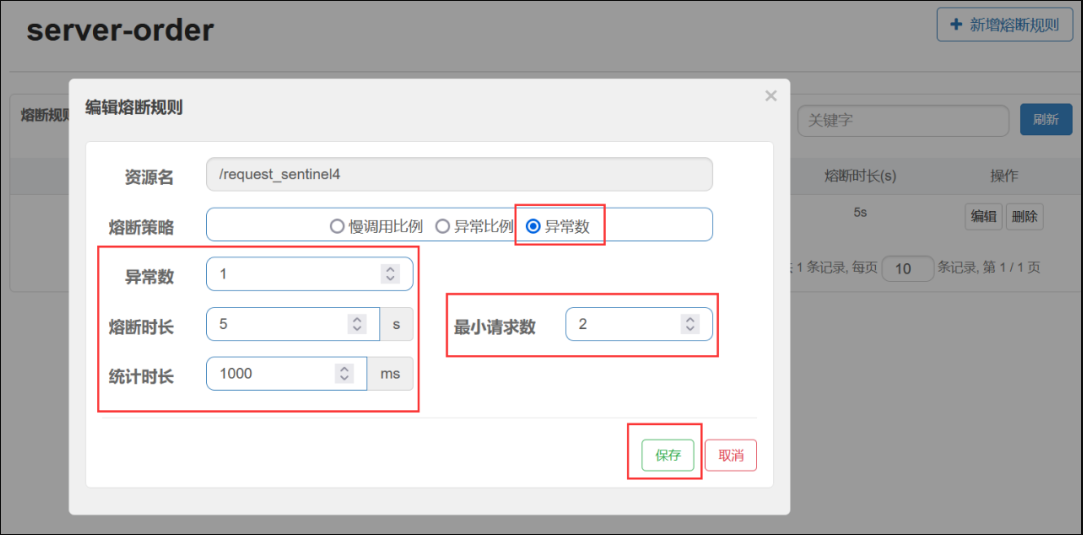 server-order
+ 新增熔断规则
熔断规则
关键字
刷新
编辑熔断规则
×
熔断时长(s)
操作
资源名
/request_sentinel4
5s
编辑
删除
熔断策略
慢调用比例
异常比例
异常数
异常数
1
1 条记录, 每页 10 条记录, 第 1 / 1 页
熔断时长
5
s
最小请求数
2
统计时长
1000
ms
保存
取消